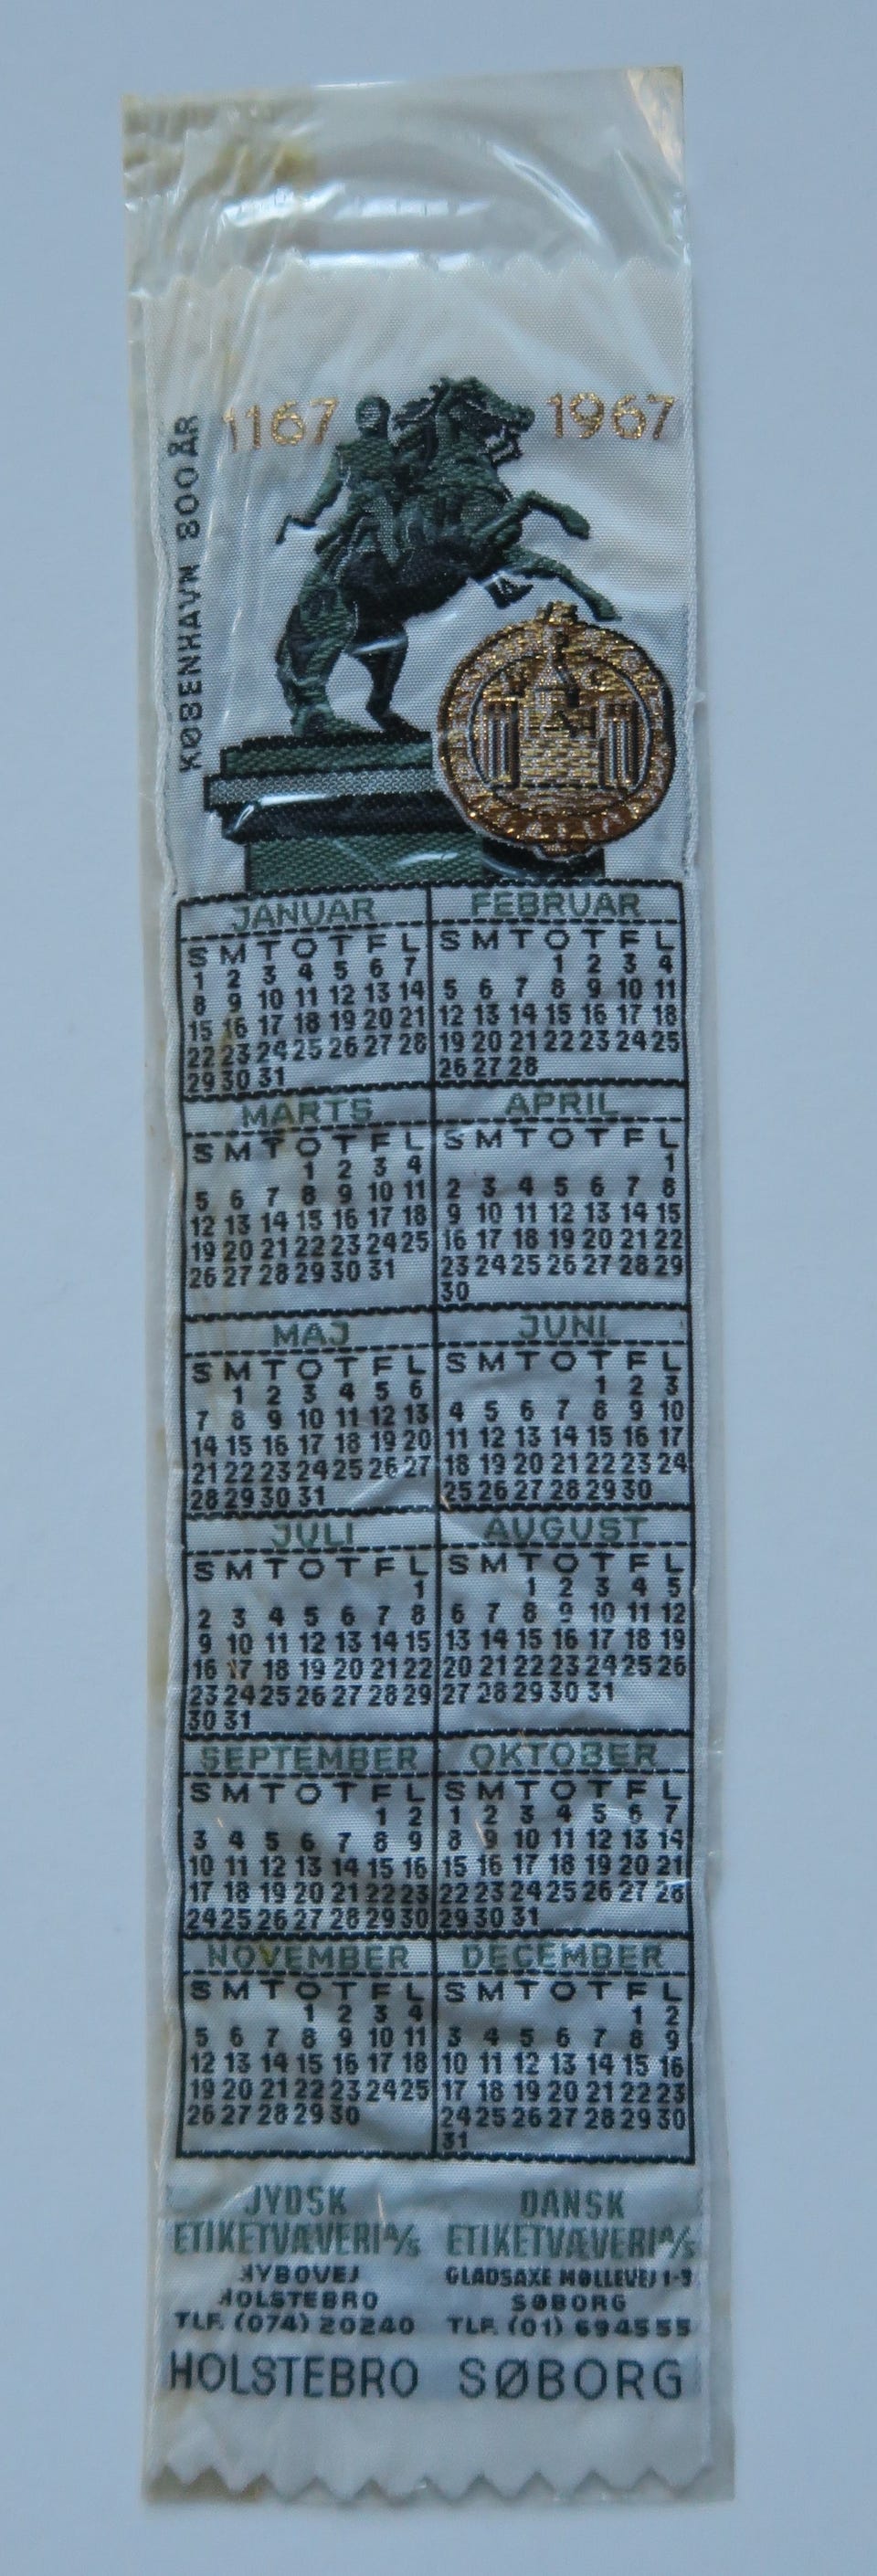 1167 1967
KØBENHAVN 800 ÅR
JANUAR
S M T O T F L
1 2 3 4 5 6 7
8 9 10 11 12 13 14
15 16 17 18 19 20 21
22 23 24 25 26 27 28
29 30 31
FEBRUAR
S M T O T F L
1 2 3 4
5 6 7 8 9 10 11
12 13 14 15 16 17 18
19 20 21 22 23 24 25
26 27 28
MARTS
S M T O T F L
1 2 3 4
5 6 7 8 9 10 11
12 13 14 15 16 17 18
19 20 21 22 23 24 25
26 27 28 29 30 31
APRIL
S M T O T F L
1
2 3 4 5 6 7 8
9 10 11 12 13 14 15
16 17 18 19 20 21 22
23 24 25 26 27 28 29
30
MAJ
S M T O T F L
1 2 3 4 5 6
7 8 9 10 11 12 13
14 15 16 17 18 19 20
21 22 23 24 25 26 27
28 29 30 31
JUNI
S M T O T F L
1 2 3
4 5 6 7 8 9 10
11 12 13 14 15 16 17
18 19 20 21 22 23 24
25 26 27 28 29 30
JULI
S M T O T F L
1
2 3 4 5 6 7 8
9 10 11 12 13 14 15
16 17 18 19 20 21 22
23 24 25 26 27 28 29
30 31
AUGUST
S M T O T F L
1 2 3 4 5
6 7 8 9 10 11 12
13 14 15 16 17 18 19
20 21 22 23 24 25 26
27 28 29 30 31
SEPTEMBER
S M T O T F L
1 2
3 4 5 6 7 8 9
10 11 12 13 14 15 16
17 18 19 20 21 22 23
24 25 26 27 28 29 30
OKTOBER
S M T O T F L
1 2 3 4 5 6 7
8 9 10 11 12 13 14
15 16 17 18 19 20 21
22 23 24 25 26 27 28
29 30 31
NOVEMBER
S M T O T F L
1 2 3 4
5 6 7 8 9 10 11
12 13 14 15 16 17 18
19 20 21 22 23 24 25
26 27 28 29 30
DECEMBER
S M T O T F L
1 2
3 4 5 6 7 8 9
10 11 12 13 14 15 16
17 18 19 20 21 22 23
24 25 26 27 28 29 30
31
JYDSK
ETIKETVÆVERI A/S
NYBOVEJ
HOLSTEBRO
TLF. (074) 20240
HOLSTEBRO
DANSK
ETIKETVÆVERI A/S
GLADSAXE MØLLEVEJ 1-3
SØBORG
TLF. (01) 694555
SØBORG